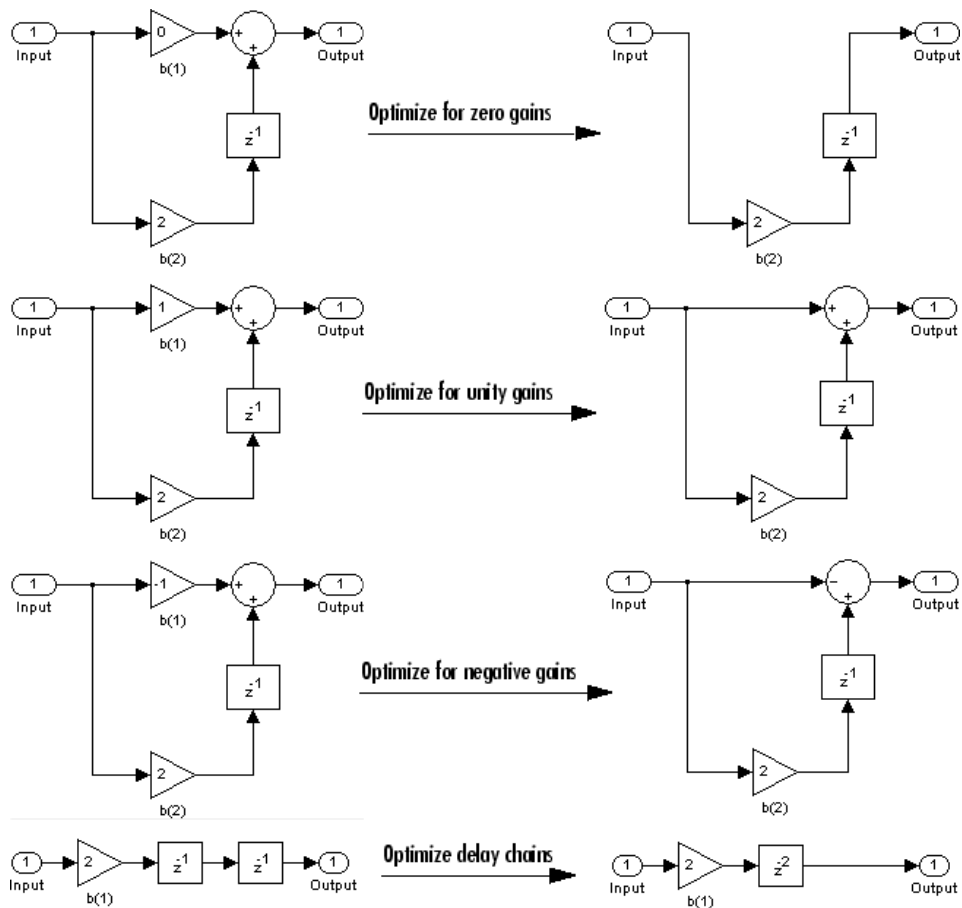 1 0 + 1
Input b(1) + Output
z-1
2
b(2)
Optimize for zero gains
1 1
Input Output
z-1
2
b(2)
1 1 + 1
Input b(1) + Output
z-1
2
b(2)
Optimize for unity gains
1 + 1
Input + Output
z-1
2
b(2)
1 -1 + 1
Input b(1) + Output
z-1
2
b(2)
Optimize for negative gains
1 − 1
Input + Output
z-1
2
b(2)
1 2 z-1 z-1 1
Input b(1) Output
Optimize delay chains
1 2 z-2 1
Input b(1) Output